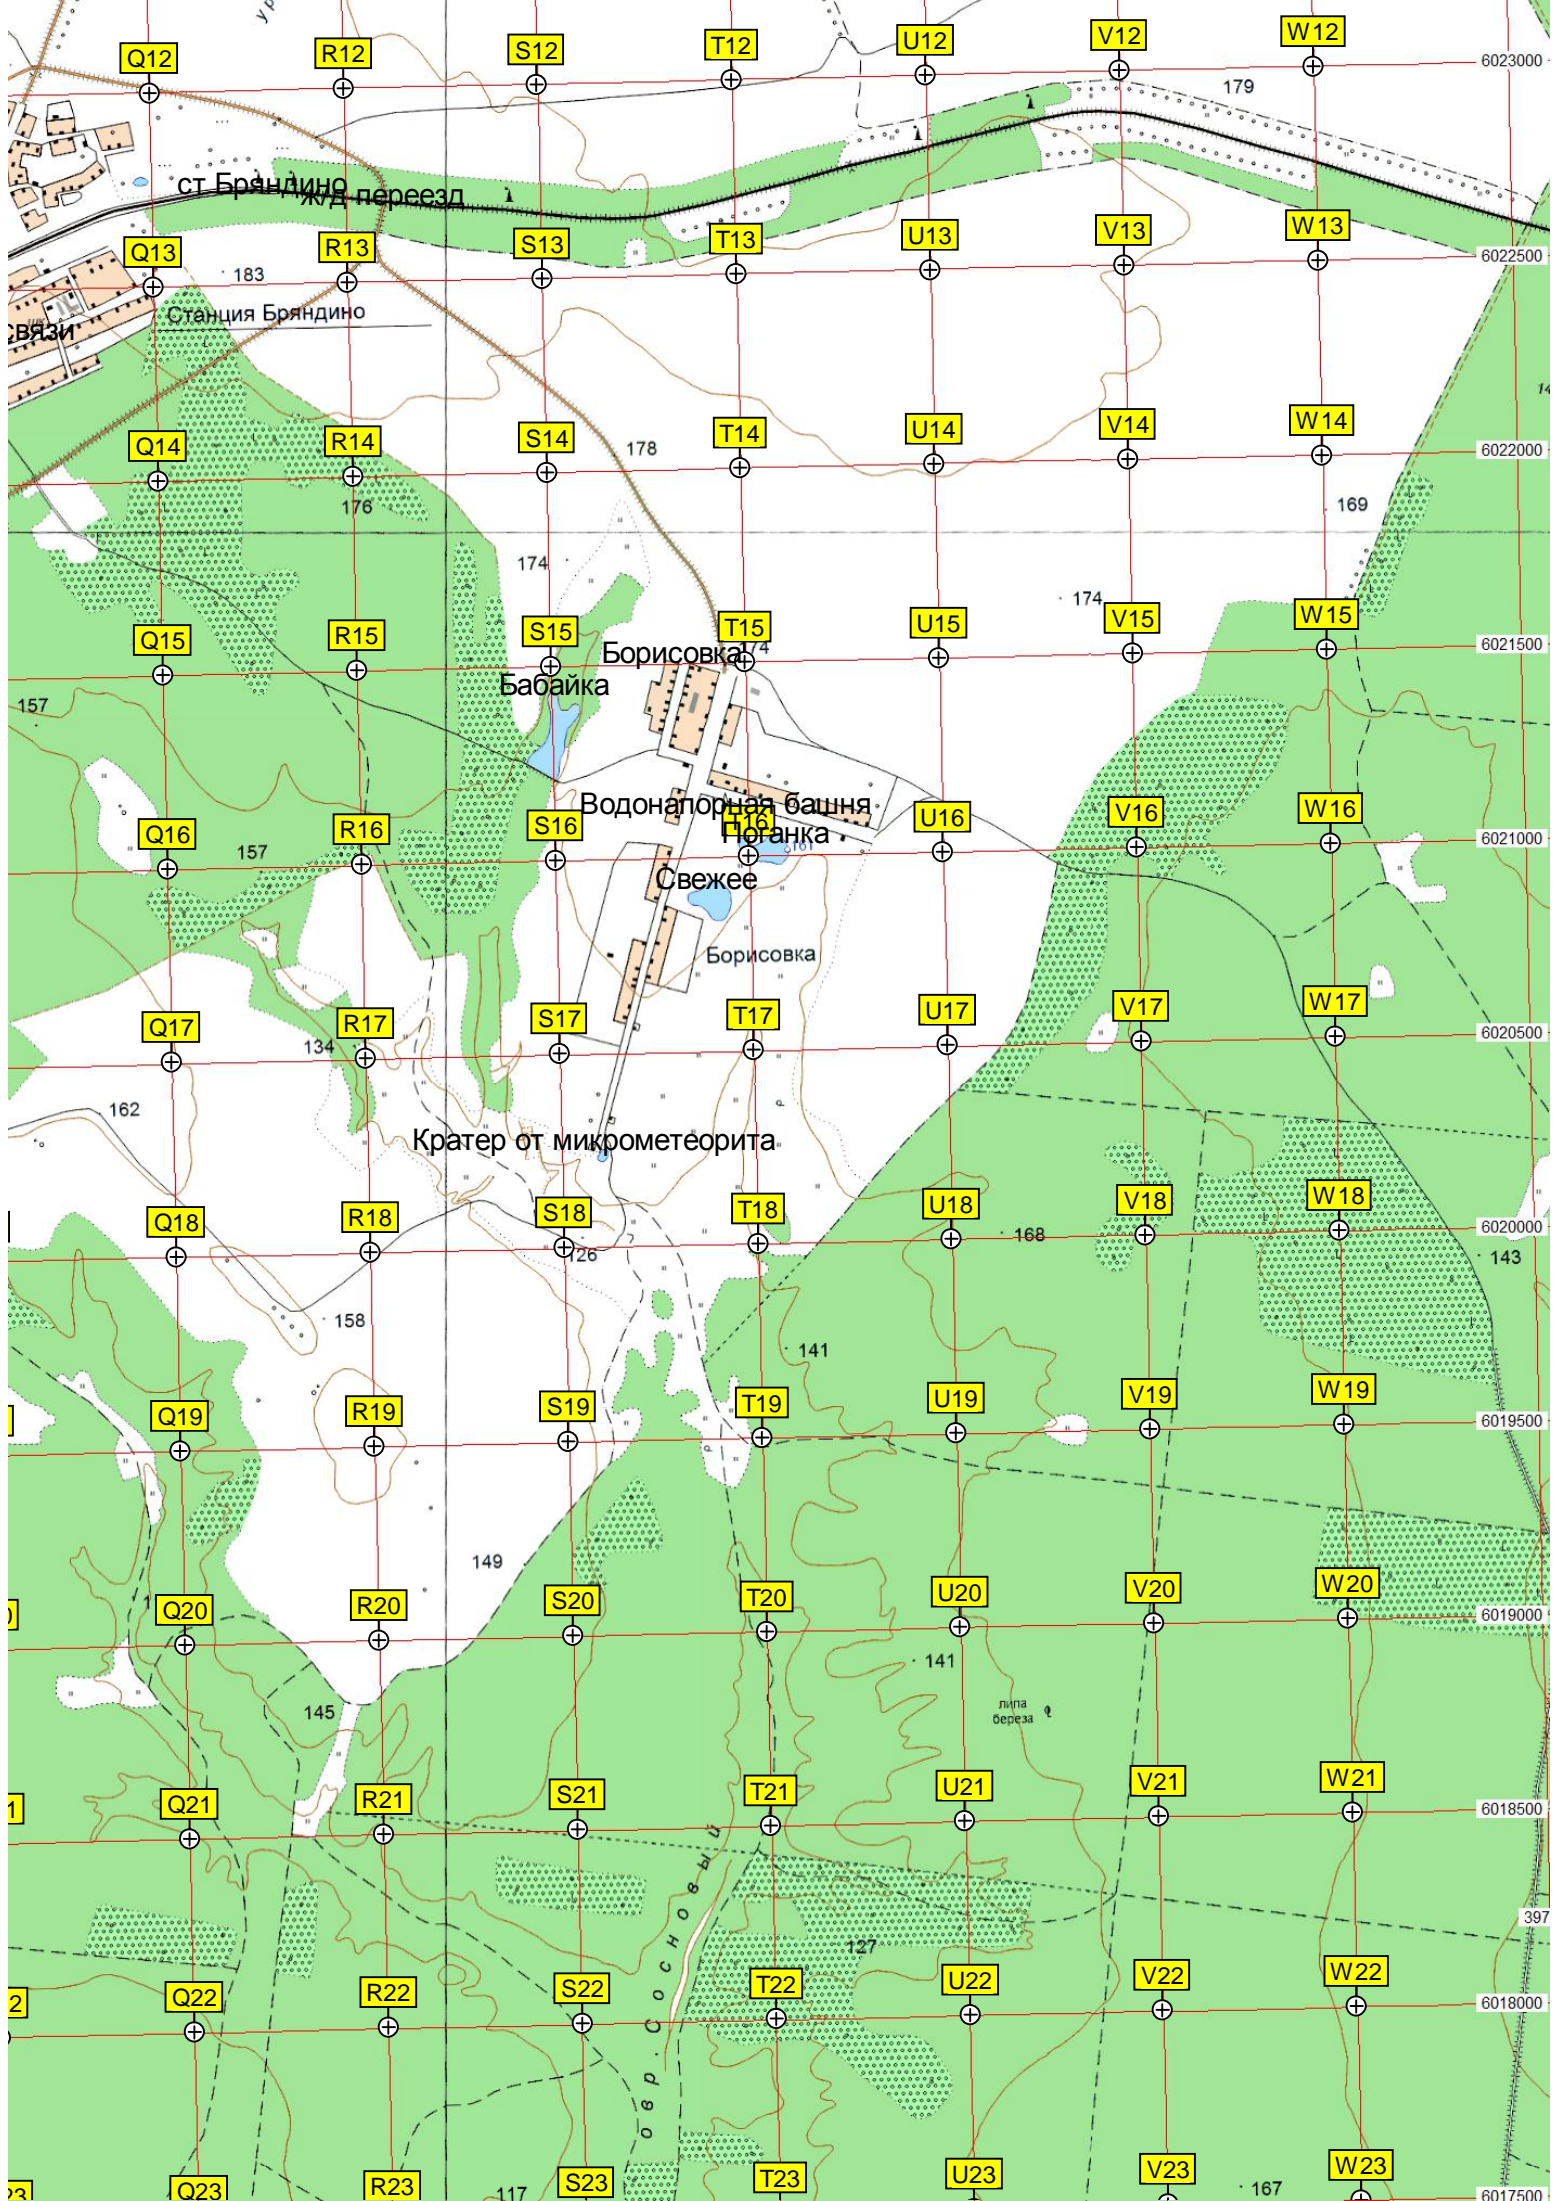 ур
Q12 R12 S12 T12 U12 V12 W12
6023000
179
ст Бряндино
ж/д переезд
Q13 R13 S13 T13 U13 V13 W13
6022500
183
Станция Бряндино
связи
14
Q14 R14 S14 T14 U14 V14 W14
178
6022000
176
169
174
174
Q15 R15 S15 T15 U15 V15 W15
6021500
Борисовка
174
Бабайка
157
Водонапорная башня
Q16 R16 S16 T16 U16 V16 W16
6021000
Поганка
161
157
Свежее
Борисовка
Q17 R17 S17 T17 U17 V17 W17
6020500
134
162
Кратер от микрометеорита
Q18 R18 S18 T18 U18 V18 W18
6020000
168
126
143
158
141
Q19 R19 S19 T19 U19 V19 W19
6019500
149
Q20 R20 S20 T20 U20 V20 W20
6019000
141
липа
береза
145
Q21 R21 S21 T21 U21 V21 W21
6018500
овр. Сосновый
397
127
Q22 R22 S22 T22 U22 V22 W22
6018000
Q23 R23 S23 T23 U23 V23 W23
117
167
6017500